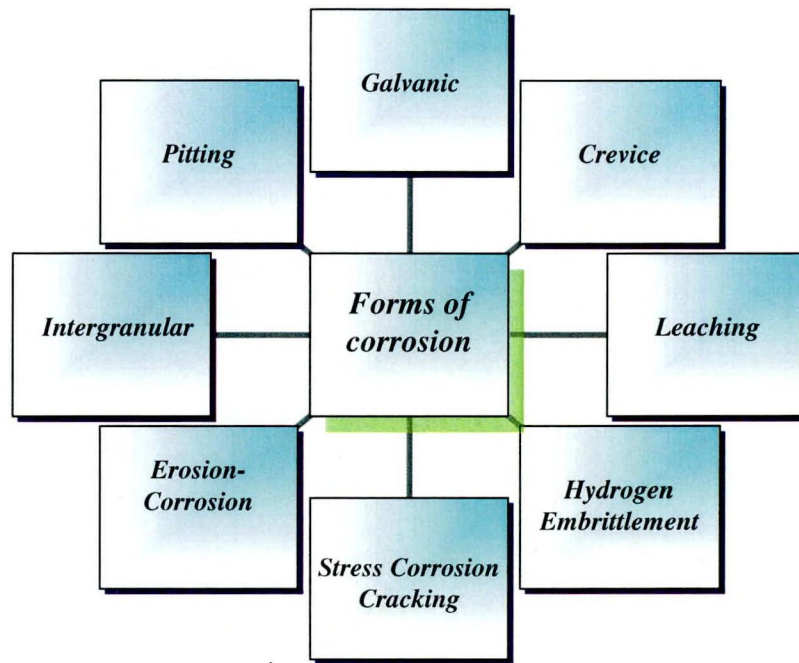 Galvanic
Pitting
Crevice
Intergranular
Forms of
corrosion
Leaching
Erosion-
Corrosion
Hydrogen
Embrittlement
Stress Corrosion
Cracking